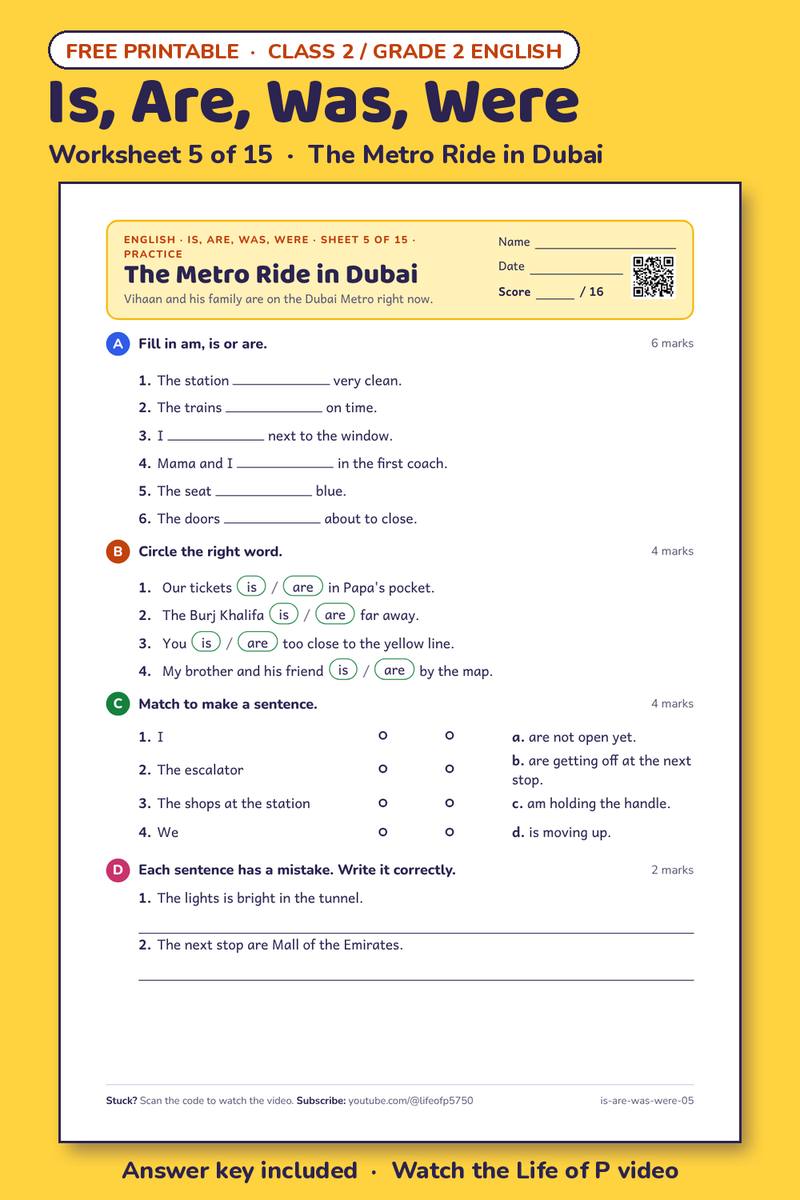 FREE PRINTABLE · CLASS 2 / GRADE 2 ENGLISH
Is, Are, Was, Were
Worksheet 5 of 15 · The Metro Ride in Dubai
ENGLISH · IS, ARE, WAS, WERE · SHEET 5 OF 15 ·
PRACTICE
The Metro Ride in Dubai
Vihaan and his family are on the Dubai Metro right now.
Name ____________________
Date ______________
Score ______ / 16
A Fill in am, is or are. 6 marks
1. The station ______________ very clean.
2. The trains ______________ on time.
3. I ______________ next to the window.
4. Mama and I ______________ in the first coach.
5. The seat ______________ blue.
6. The doors ______________ about to close.
B Circle the right word. 4 marks
1. Our tickets is / are in Papa's pocket.
2. The Burj Khalifa is / are far away.
3. You is / are too close to the yellow line.
4. My brother and his friend is / are by the map.
C Match to make a sentence. 4 marks
1. I a. are not open yet.
2. The escalator b. are getting off at the next
stop.
3. The shops at the station c. am holding the handle.
4. We d. is moving up.
D Each sentence has a mistake. Write it correctly. 2 marks
1. The lights is bright in the tunnel.
2. The next stop are Mall of the Emirates.
Stuck? Scan the code to watch the video. Subscribe: youtube.com/@lifeofp5750 is-are-was-were-05
Answer key included · Watch the Life of P video